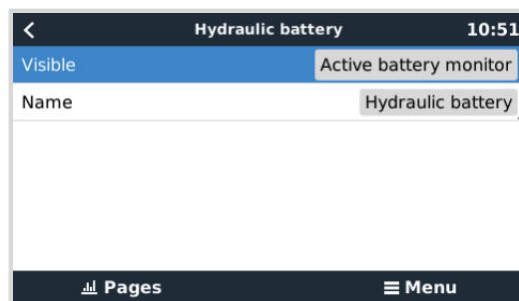 Hydraulic battery 10:51
Visible Active battery monitor
Name Hydraulic battery
Pages Menu